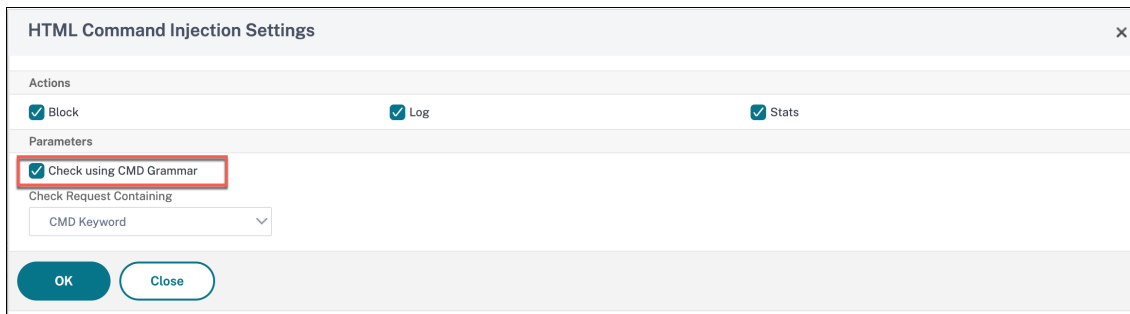 HTML Command Injection Settings
Actions
Block Log Stats
Parameters
Check using CMD Grammar
Check Request Containing
CMD Keyword
OK Close